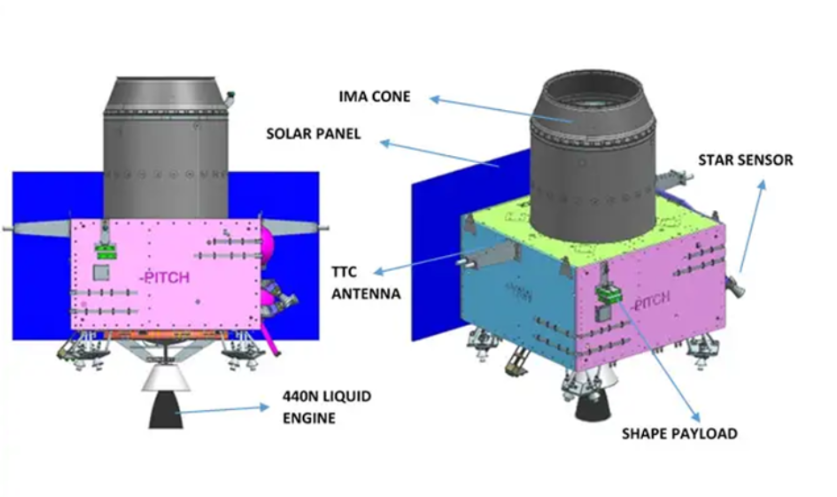 IMA CONE
SOLAR PANEL
STAR SENSOR
-PITCH
TTC
ANTENNA
-PITCH
440N LIQUID
ENGINE
SHAPE PAYLOAD